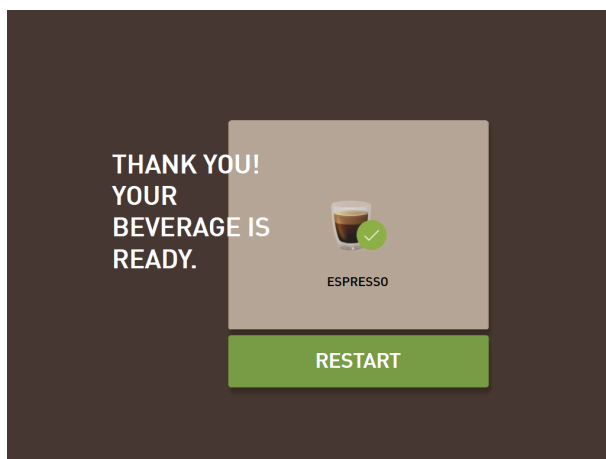 THANK YOU!
YOUR
BEVERAGE IS
READY.
ESPRESSO
RESTART